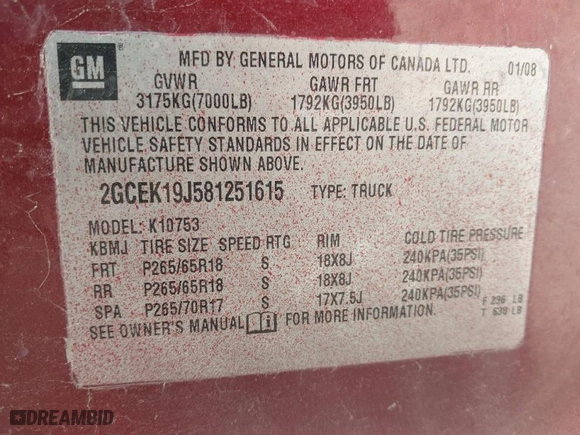 GM
MFD BY GENERAL MOTORS OF CANADA LTD. 01/08
GVWR GAWR FRT GAWR RR
3175KG(7000LB) 1792KG(3950LB) 1792KG(3950LB)
THIS VEHICLE CONFORMS TO ALL APPLICABLE U.S. FEDERAL MOTOR
VEHICLE SAFETY STANDARDS IN EFFECT ON THE DATE OF
MANUFACTURE SHOWN ABOVE.
2GCEK19J581251615 TYPE: TRUCK
MODEL: K10753
KBMJ TIRE SIZE SPEED RTG RIM COLD TIRE PRESSURE
FRT P265/65R18 S 18X8J 240KPA(35PSI)
RR P265/65R18 S 18X8J 240KPA(35PSI)
SPA P265/70R17 S 17X7.5J 240KPA(35PSI)
F 236 LB
SEE OWNER'S MANUAL i FOR MORE INFORMATION. T 638 LB
DREAMBID